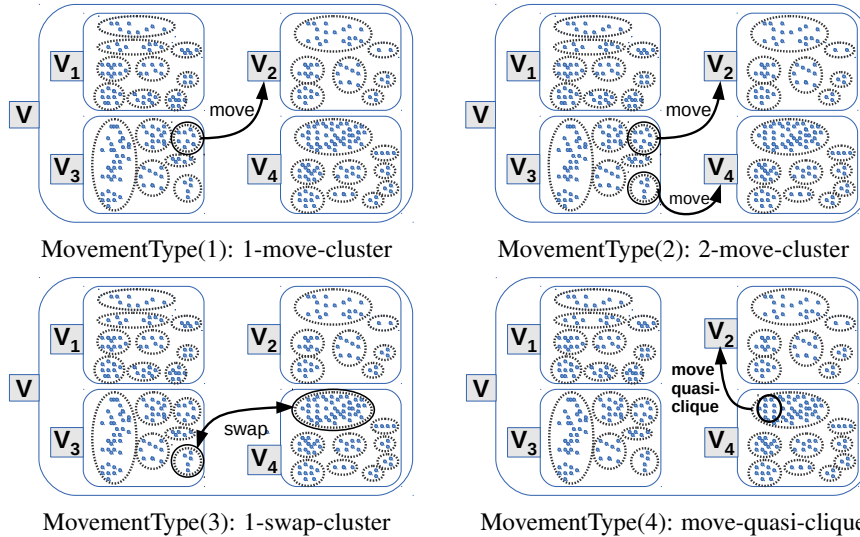 V₁
V₂
V
move
V₃
V₄
MovementType(1): 1-move-cluster
V₁
V₂
V
move
V₃
V₄
move
MovementType(2): 2-move-cluster
V₁
V₂
V
V₃
swap
V₄
MovementType(3): 1-swap-cluster
V₁
V₂
V
move
quasi-
clique
V₃
V₄
MovementType(4): move-quasi-clique